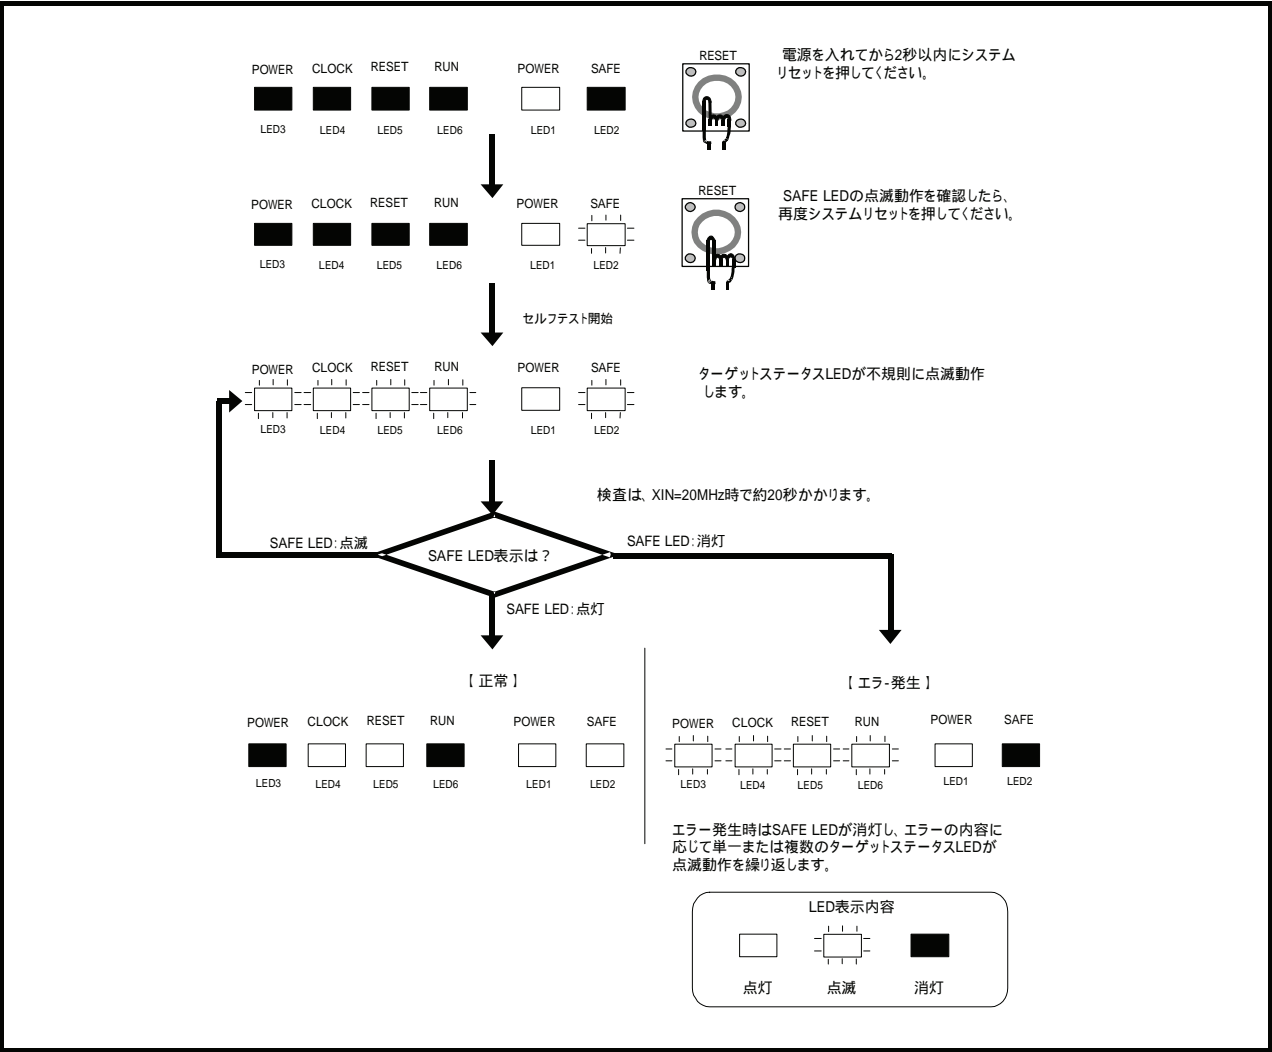 POWER CLOCK RESET RUN POWER SAFE RESET
電源を入れてから2秒以内にシステム
リセットを押してください。
LED3 LED4 LED5 LED6 LED1 LED2
POWER CLOCK RESET RUN POWER SAFE RESET
SAFE LEDの点滅動作を確認したら、
再度システムリセットを押してください。
LED3 LED4 LED5 LED6 LED1 LED2
セルフテスト開始
POWER CLOCK RESET RUN POWER SAFE
ターゲットステータスLEDが不規則に点滅動作
します。
LED3 LED4 LED5 LED6 LED1 LED2
検査は、XIN=20MHz時で約20秒かかります。
SAFE LED：点滅
SAFE LED表示は？
SAFE LED：消灯
SAFE LED：点灯
【 正常 】
【 エラ-発生 】
POWER CLOCK RESET RUN POWER SAFE
LED3 LED4 LED5 LED6 LED1 LED2
POWER CLOCK RESET RUN POWER SAFE
LED3 LED4 LED5 LED6 LED1 LED2
エラー発生時はSAFE LEDが消灯し、エラーの内容に
応じて単一または複数のターゲットステータスLEDが
点滅動作を繰り返します。
LED表示内容
点灯 点滅 消灯